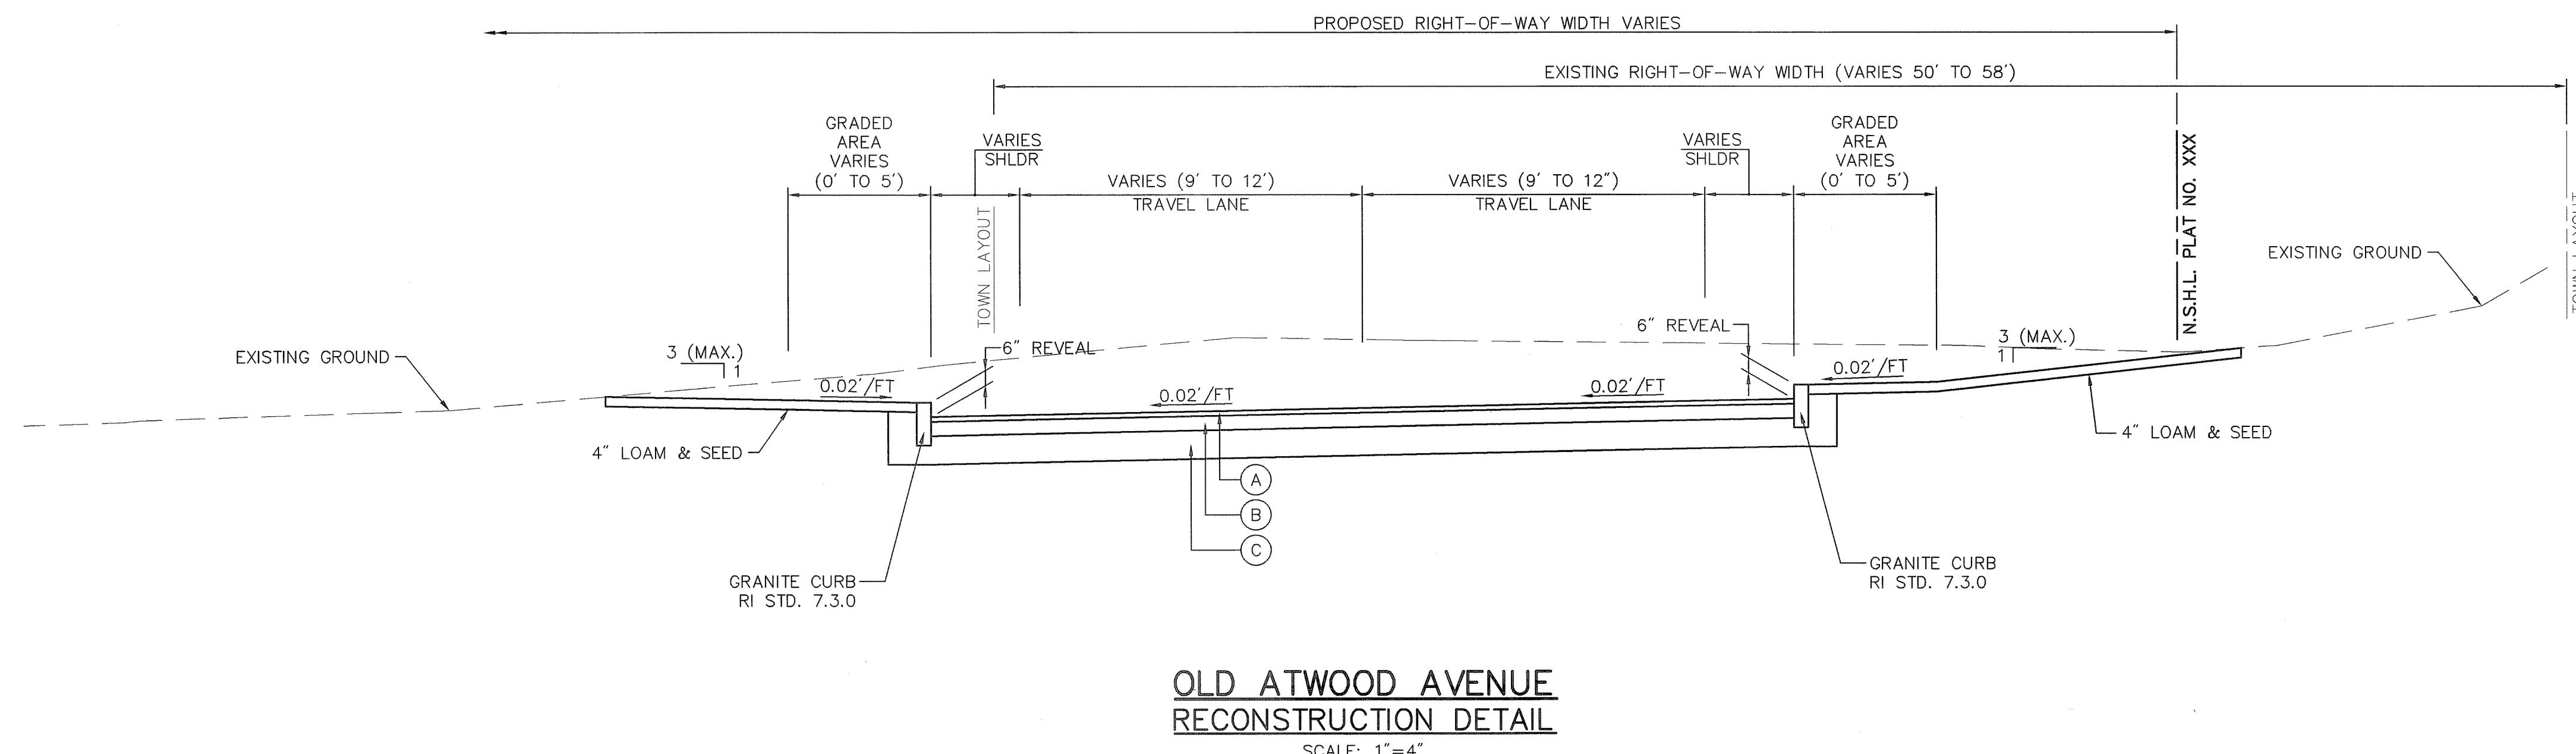 PROPOSED RIGHT-OF-WAY WIDTH VARIES
EXISTING RIGHT-OF-WAY WIDTH (VARIES 50' TO 58')
GRADED
AREA
VARIES
(0' TO 5')
VARIES
SHLDR
VARIES (9' TO 12')
TRAVEL LANE
VARIES (9' TO 12")
TRAVEL LANE
VARIES
SHLDR
GRADED
AREA
VARIES
(0' TO 5')
TOWN LAYOUT
N.S.H.L. PLAT NO. XXX
TOWN LAYOUT
EXISTING GROUND
EXISTING GROUND
3 (MAX.)
1
6" REVEAL
6" REVEAL
3 (MAX.)
1
0.02'/FT
0.02'/FT
0.02'/FT
0.02'/FT
4" LOAM & SEED
4" LOAM & SEED
A
B
C
GRANITE CURB
RI STD. 7.3.0
GRANITE CURB
RI STD. 7.3.0
OLD ATWOOD AVENUE
RECONSTRUCTION DETAIL
SCALE: 1"=4"